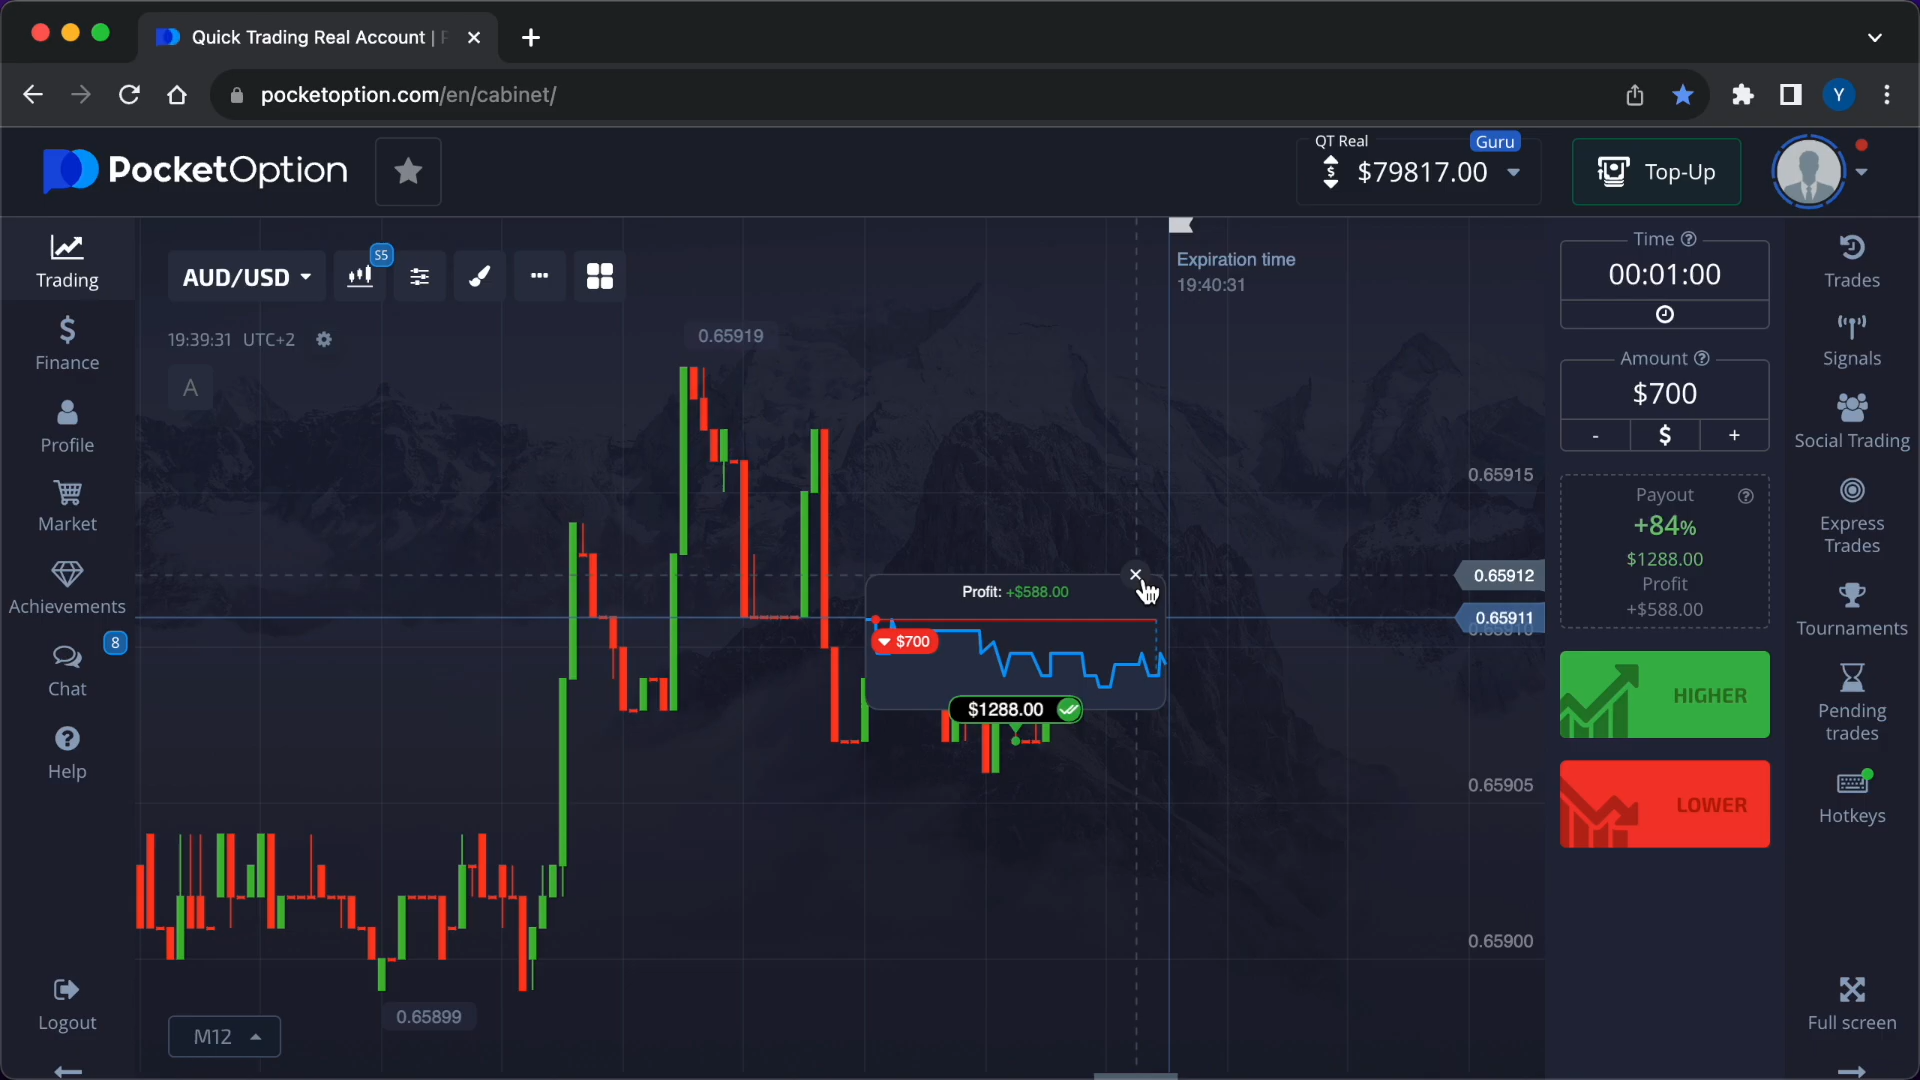 Quick Trading Real Account |
pocketoption.com/en/cabinet/
Y
PocketOption
QT Real
Guru
$79817.00
Top-Up
Trading
Finance
Profile
Market
Achievements
8
Chat
Help
Logout
AUD/USD
S5
19:39:31 UTC+2
A
0.65919
Expiration time
19:40:31
0.65915
0.65912
0.65911
0.65910
0.65905
0.65900
0.65899
Profit: +$588.00
$700
$1288.00
M12
Time
00:01:00
Amount
$700
- $ +
Payout
+84%
$1288.00
Profit
+$588.00
HIGHER
LOWER
Trades
Signals
Social Trading
Express
Trades
Tournaments
Pending
trades
Hotkeys
Full screen